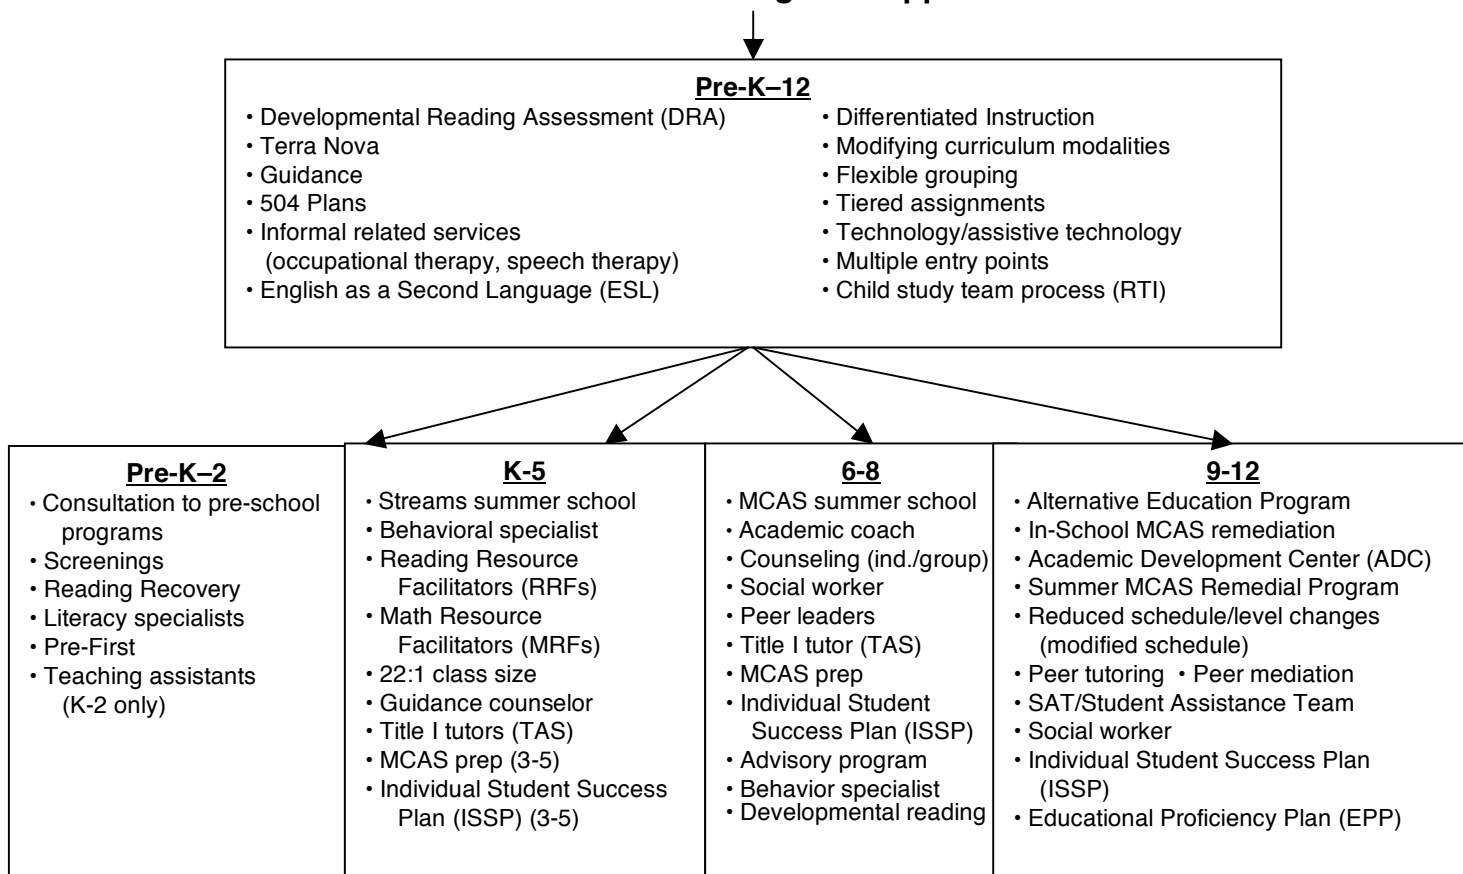 Pre-K–12
• Developmental Reading Assessment (DRA)
• Terra Nova
• Guidance
• 504 Plans
• Informal related services
(occupational therapy, speech therapy)
• English as a Second Language (ESL)
• Differentiated Instruction
• Modifying curriculum modalities
• Flexible grouping
• Tiered assignments
• Technology/assistive technology
• Multiple entry points
• Child study team process (RTI)
Pre-K–2
• Consultation to pre-school
programs
• Screenings
• Reading Recovery
• Literacy specialists
• Pre-First
• Teaching assistants
(K-2 only)
K-5
• Streams summer school
• Behavioral specialist
• Reading Resource
Facilitators (RRFs)
• Math Resource
Facilitators (MRFs)
• 22:1 class size
• Guidance counselor
• Title I tutors (TAS)
• MCAS prep (3-5)
• Individual Student Success
Plan (ISSP) (3-5)
6-8
• MCAS summer school
• Academic coach
• Counseling (ind./group)
• Social worker
• Peer leaders
• Title I tutor (TAS)
• MCAS prep
• Individual Student
Success Plan (ISSP)
• Advisory program
• Behavior specialist
• Developmental reading
9-12
• Alternative Education Program
• In-School MCAS remediation
• Academic Development Center (ADC)
• Summer MCAS Remedial Program
• Reduced schedule/level changes
(modified schedule)
• Peer tutoring • Peer mediation
• SAT/Student Assistance Team
• Social worker
• Individual Student Success Plan
(ISSP)
• Educational Proficiency Plan (EPP)